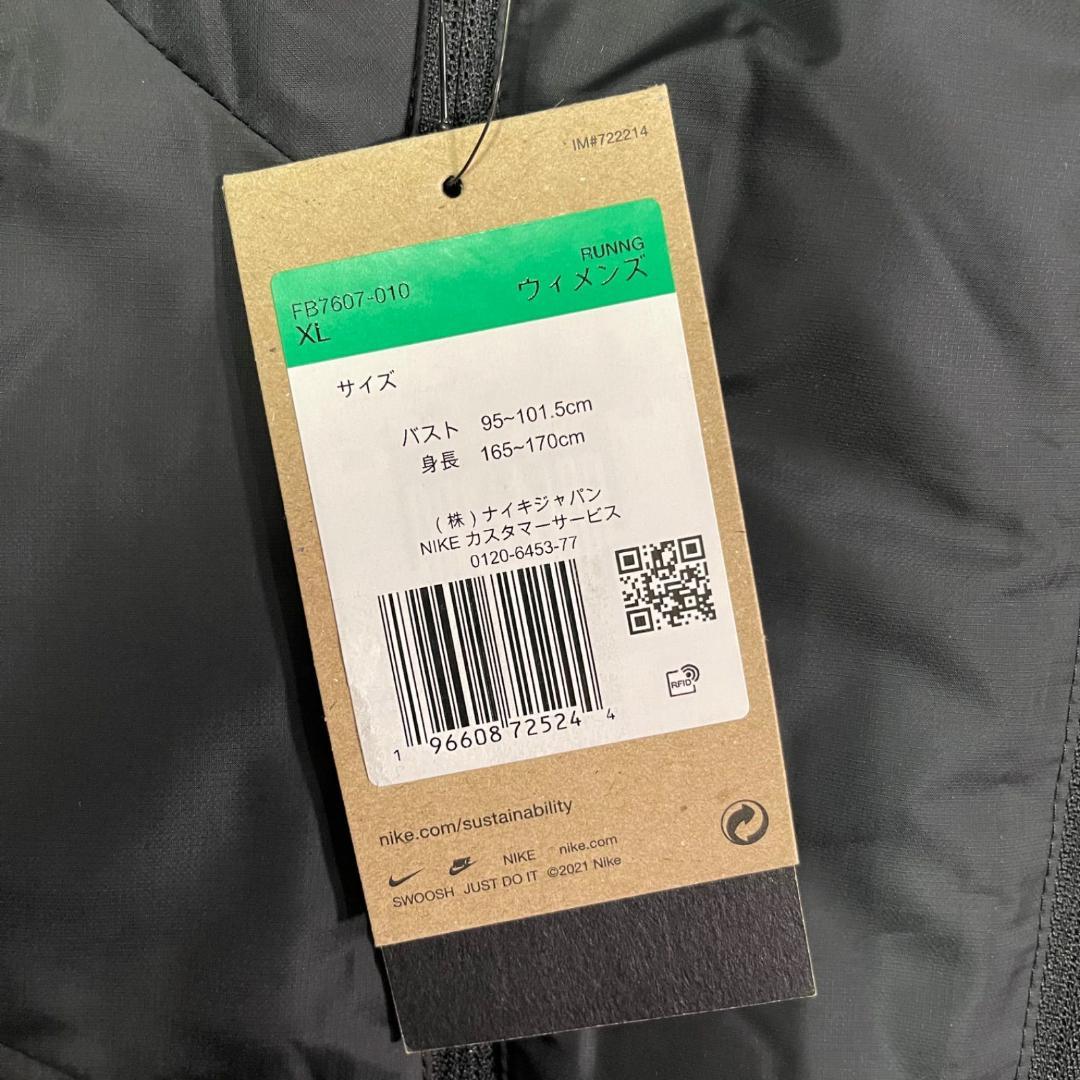 IM#722214
RUNNG
FB7607-010 ウィメンズ
XL
サイズ
バスト 95~101.5cm
身長 165~170cm
(株)ナイキジャパン
NIKE カスタマーサービス
0120-6453-77
RFID
1 96608 72524 4
nike.com/sustainability
NIKE nike.com
SWOOSH JUST DO IT ©2021 Nike